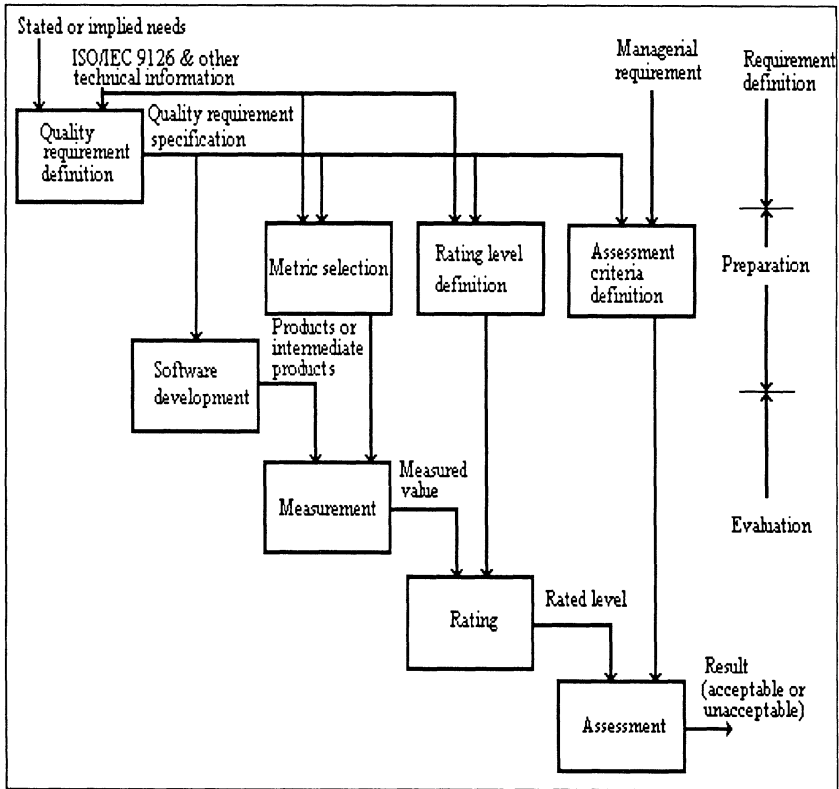 Stated or implied needs
ISO/IEC 9126 & other
technical information
Managerial
requirement
Requirement
definition
Quality
requirement
definition
Quality requirement
specification
Metric selection
Rating level
definition
Assessment
criteria
definition
Preparation
Products or
intermediate
products
Software
development
Measurement
Measured
value
Evaluation
Rating
Rated level
Assessment
Result
(acceptable or
unacceptable)